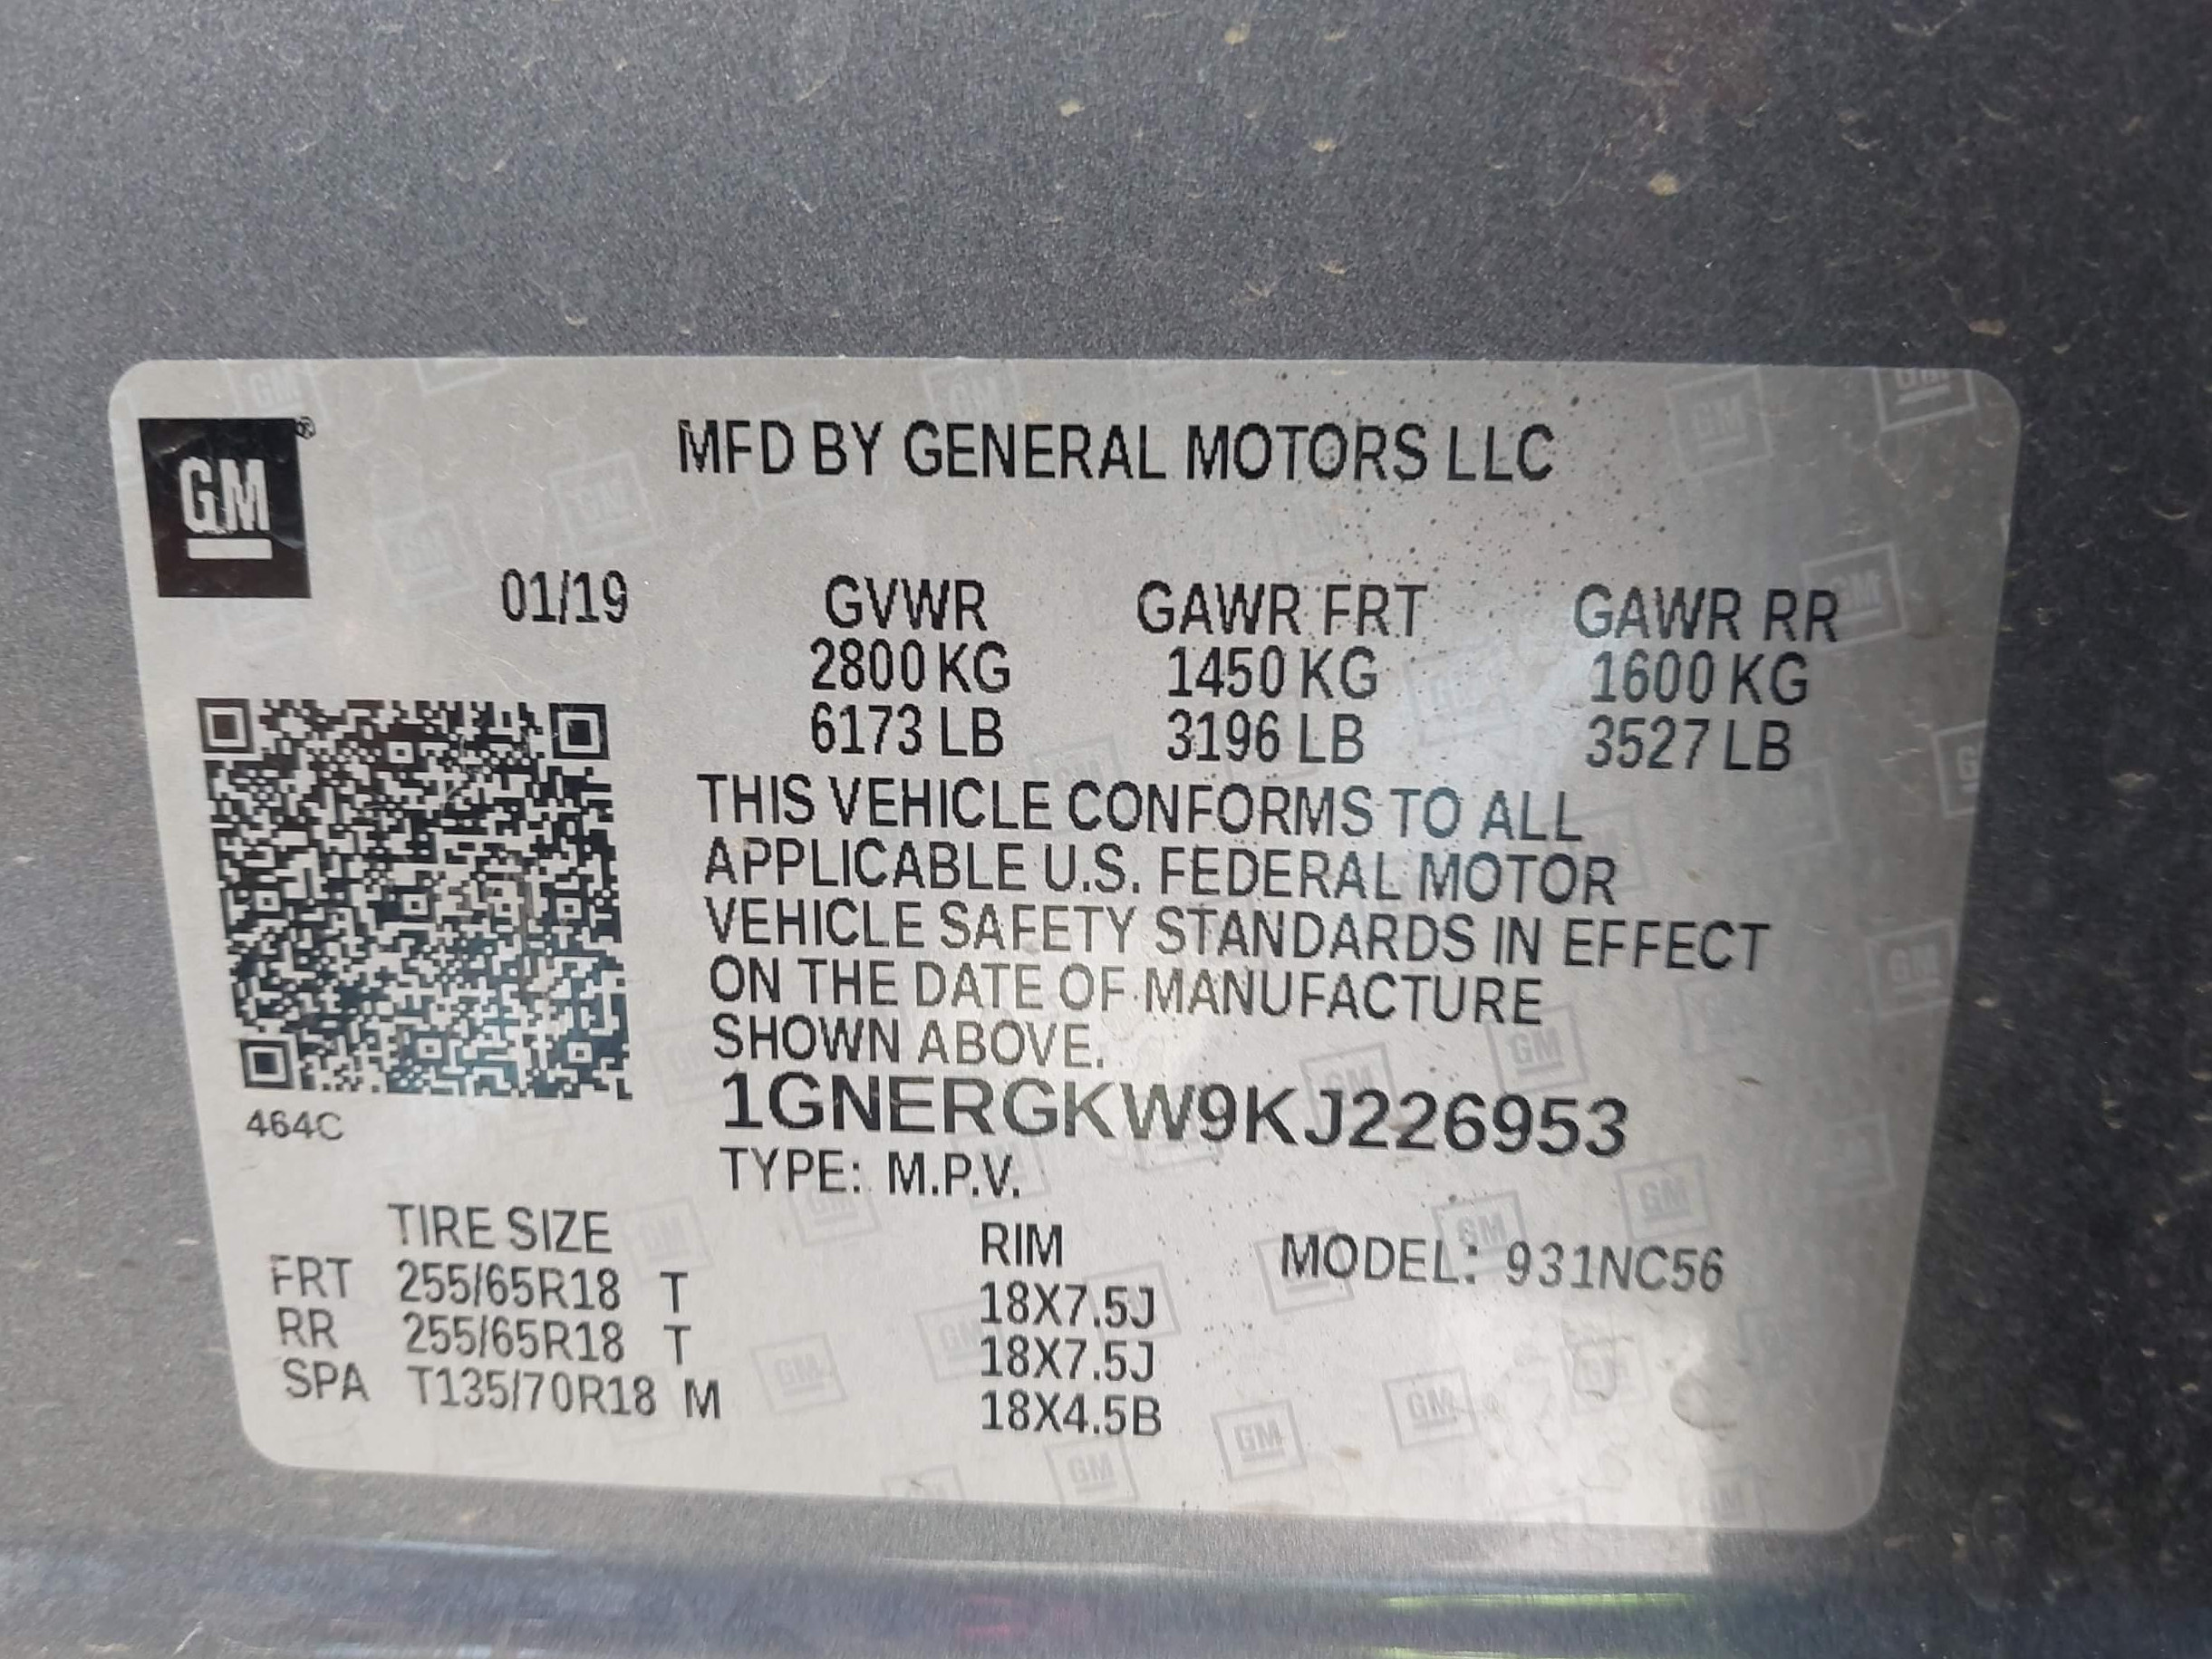 GM
MFD BY GENERAL MOTORS LLC
01/19 GVWR GAWR FRT GAWR RR
2800 KG 1450 KG 1600 KG
6173 LB 3196 LB 3527 LB
THIS VEHICLE CONFORMS TO ALL
APPLICABLE U.S. FEDERAL MOTOR
VEHICLE SAFETY STANDARDS IN EFFECT
ON THE DATE OF MANUFACTURE
SHOWN ABOVE.
464C
1GNERGKW9KJ226953
TYPE: M.P.V.
TIRE SIZE RIM MODEL: 931NC56
FRT 255/65R18 T 18X7.5J
RR 255/65R18 T 18X7.5J
SPA T135/70R18 M 18X4.5B